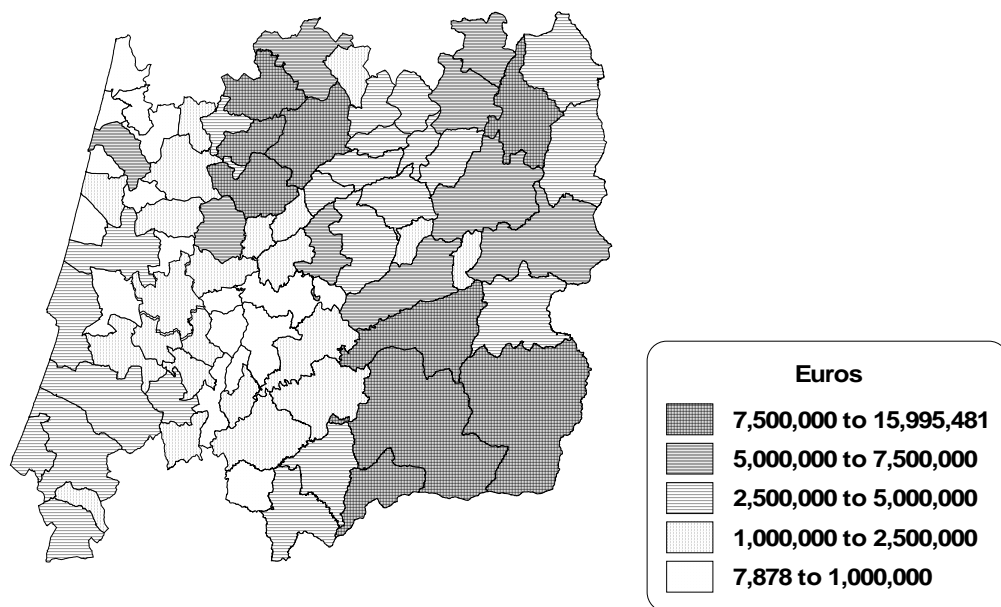 Euros
7,500,000 to 15,995,481
5,000,000 to 7,500,000
2,500,000 to 5,000,000
1,000,000 to 2,500,000
7,878 to 1,000,000